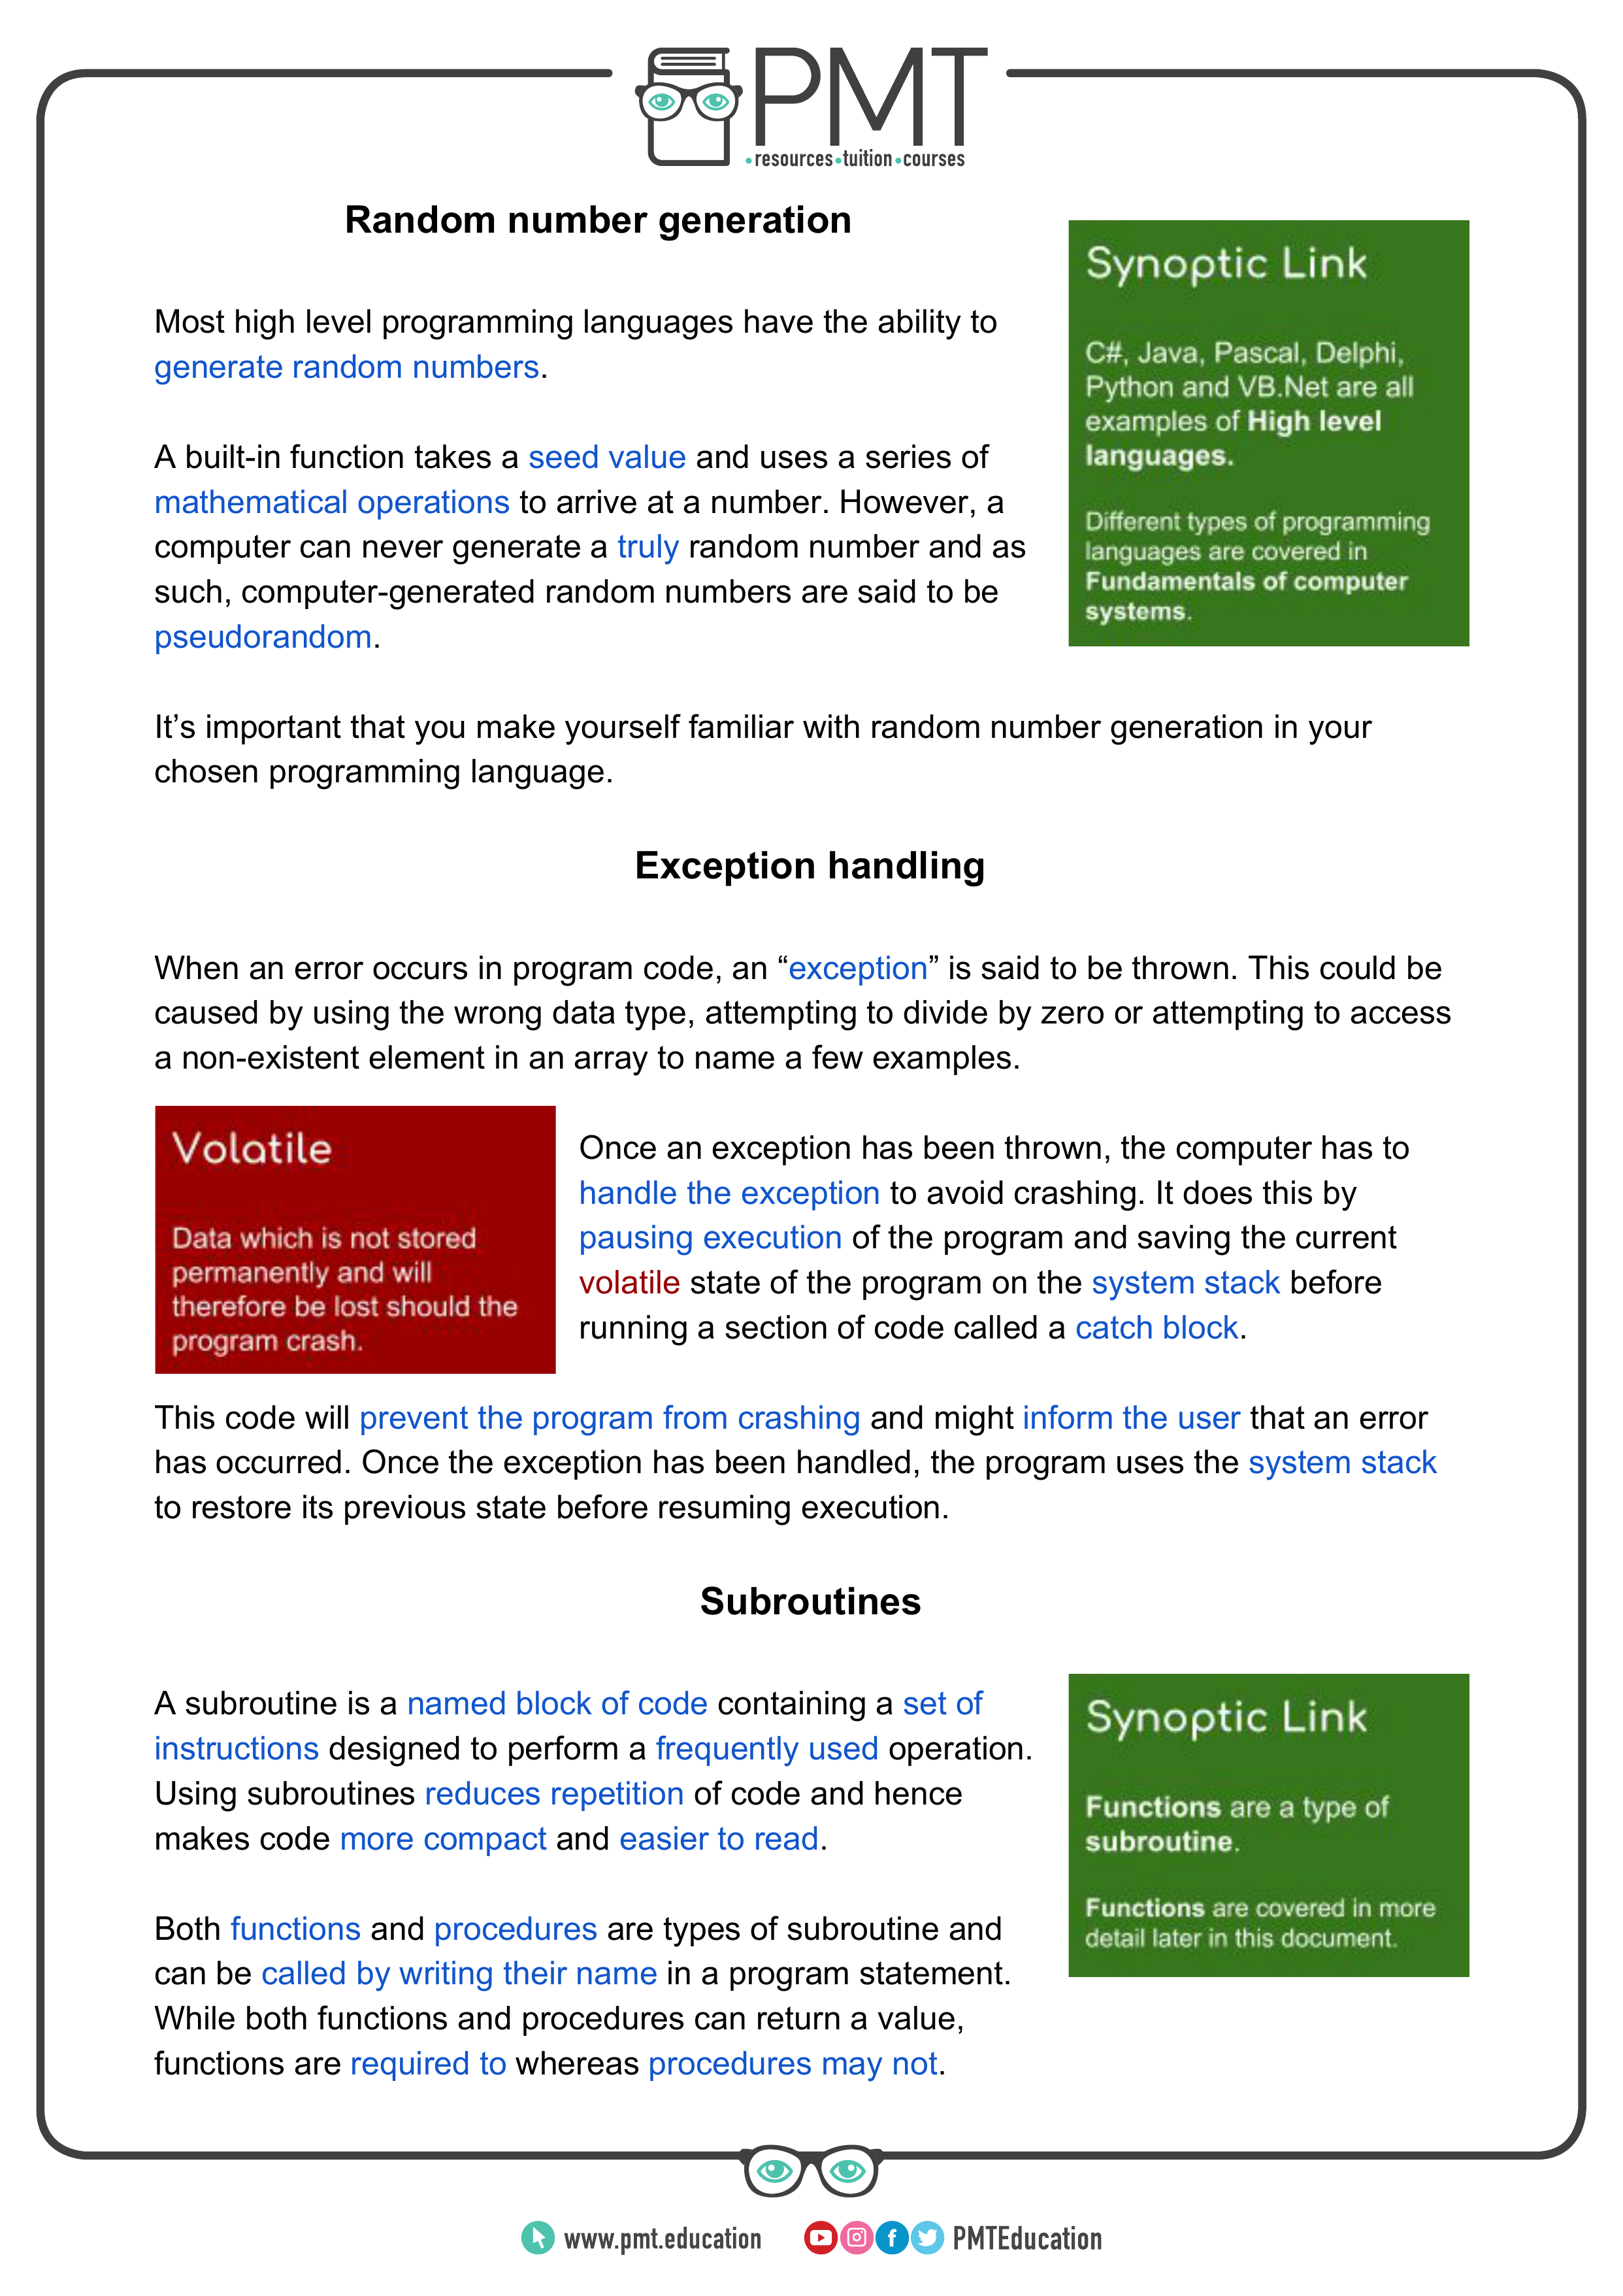 PMT
•resources•tuition•courses
Random number generation
Most high level programming languages have the ability to
generate random numbers.
A built-in function takes a seed value and uses a series of
mathematical operations to arrive at a number. However, a
computer can never generate a truly random number and as
such, computer-generated random numbers are said to be
pseudorandom.
Synoptic Link
C#, Java, Pascal, Delphi,
Python and VB.Net are all
examples of High level
languages.
Different types of programming
languages are covered in
Fundamentals of computer
systems.
It’s important that you make yourself familiar with random number generation in your
chosen programming language.
Exception handling
When an error occurs in program code, an “exception” is said to be thrown. This could be
caused by using the wrong data type, attempting to divide by zero or attempting to access
a non-existent element in an array to name a few examples.
Volatile
Data which is not stored
permanently and will
therefore be lost should the
program crash.
Once an exception has been thrown, the computer has to
handle the exception to avoid crashing. It does this by
pausing execution of the program and saving the current
volatile state of the program on the system stack before
running a section of code called a catch block.
This code will prevent the program from crashing and might inform the user that an error
has occurred. Once the exception has been handled, the program uses the system stack
to restore its previous state before resuming execution.
Subroutines
A subroutine is a named block of code containing a set of
instructions designed to perform a frequently used operation.
Using subroutines reduces repetition of code and hence
makes code more compact and easier to read.
Both functions and procedures are types of subroutine and
can be called by writing their name in a program statement.
While both functions and procedures can return a value,
functions are required to whereas procedures may not.
Synoptic Link
Functions are a type of
subroutine.
Functions are covered in more
detail later in this document.
www.pmt.education
PMTEducation